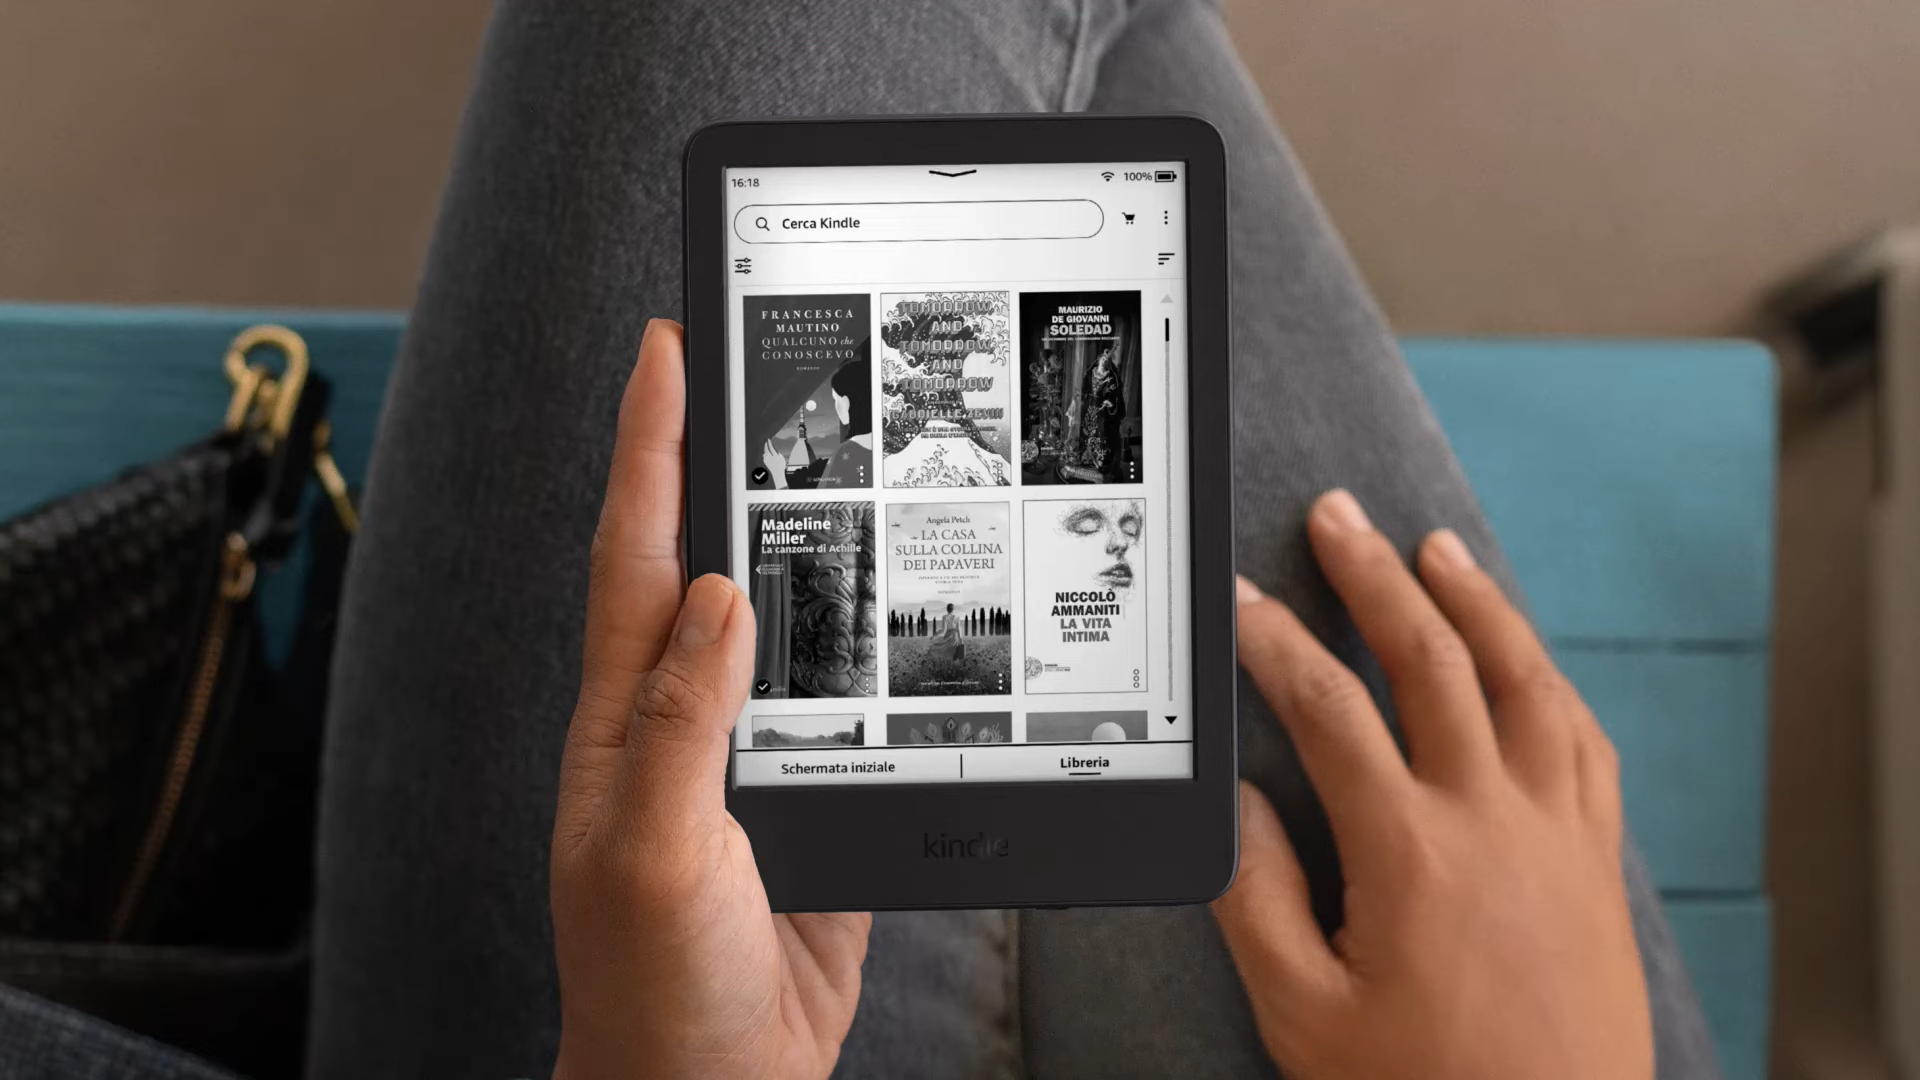 16:18
100%
Cerca Kindle
FRANCESCA
MAUTINO
QUALCUNO che
CONOSCEVO
ROMANZO
TOMORROW,
AND
TOMORROW,
AND
TOMORROW
GABRIELLE ZEVIN
MAURIZIO
DE GIOVANNI
SOLEDAD
Madeline
Miller
La canzone di Achille
Angela Petch
LA CASA
SULLA COLLINA
DEI PAPAVERI
ROMANZO
NICCOLÒ
AMMANITI
LA VITA
INTIMA
Schermata iniziale
Libreria
kindle